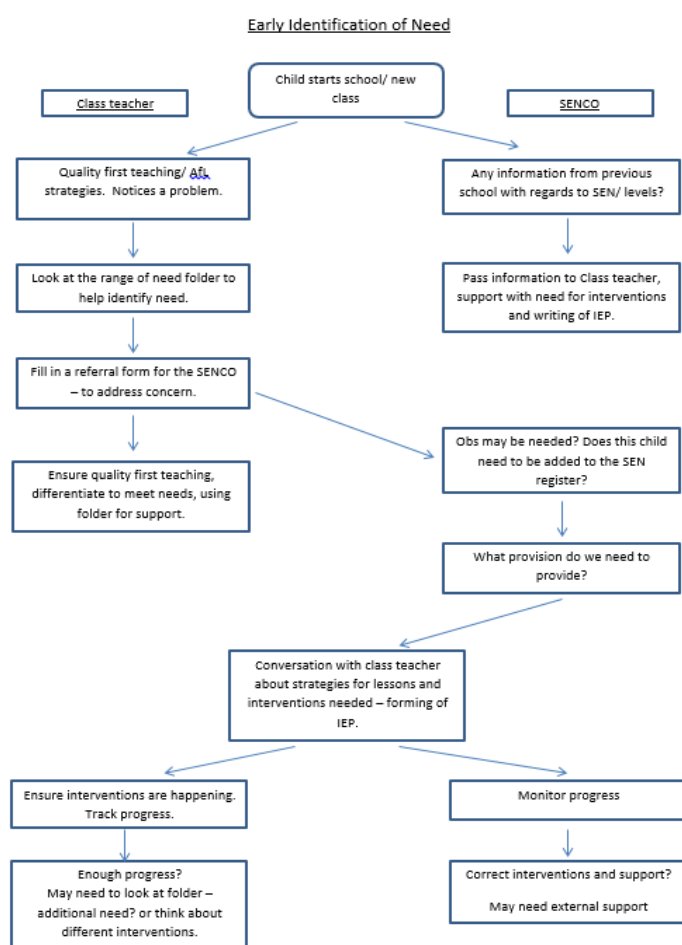 Early Identification of Need
Child starts school/ new
class
Class teacher
SENCO
Quality first teaching/ AfL
strategies.  Notices a problem.
Any information from previous
school with regards to SEN/ levels?
Look at the range of need folder to
help identify need.
Pass information to Class teacher,
support with need for interventions
and writing of IEP.
Fill in a referral form for the SENCO
– to address concern.
Obs may be needed? Does this child
need to be added to the SEN
register?
Ensure quality first teaching,
differentiate to meet needs, using
folder for support.
What provision do we need to
provide?
Conversation with class teacher
about strategies for lessons and
interventions needed – forming of
IEP.
Ensure interventions are happening.
Track progress.
Monitor progress
Enough progress?
May need to look at folder –
additional need? or think about
different interventions.
Correct interventions and support?
May need external support